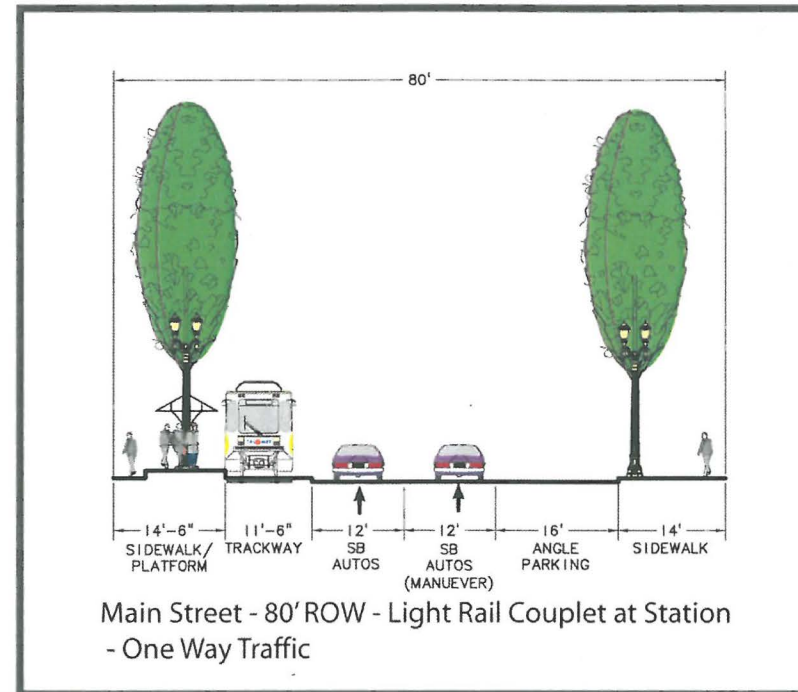 80'
14'-6"
SIDEWALK/
PLATFORM
11'-6"
TRACKWAY
12'
SB
AUTOS
12'
SB
AUTOS
(MANUEVER)
16'
ANGLE
PARKING
14'
SIDEWALK
Main Street - 80' ROW - Light Rail Couplet at Station
- One Way Traffic